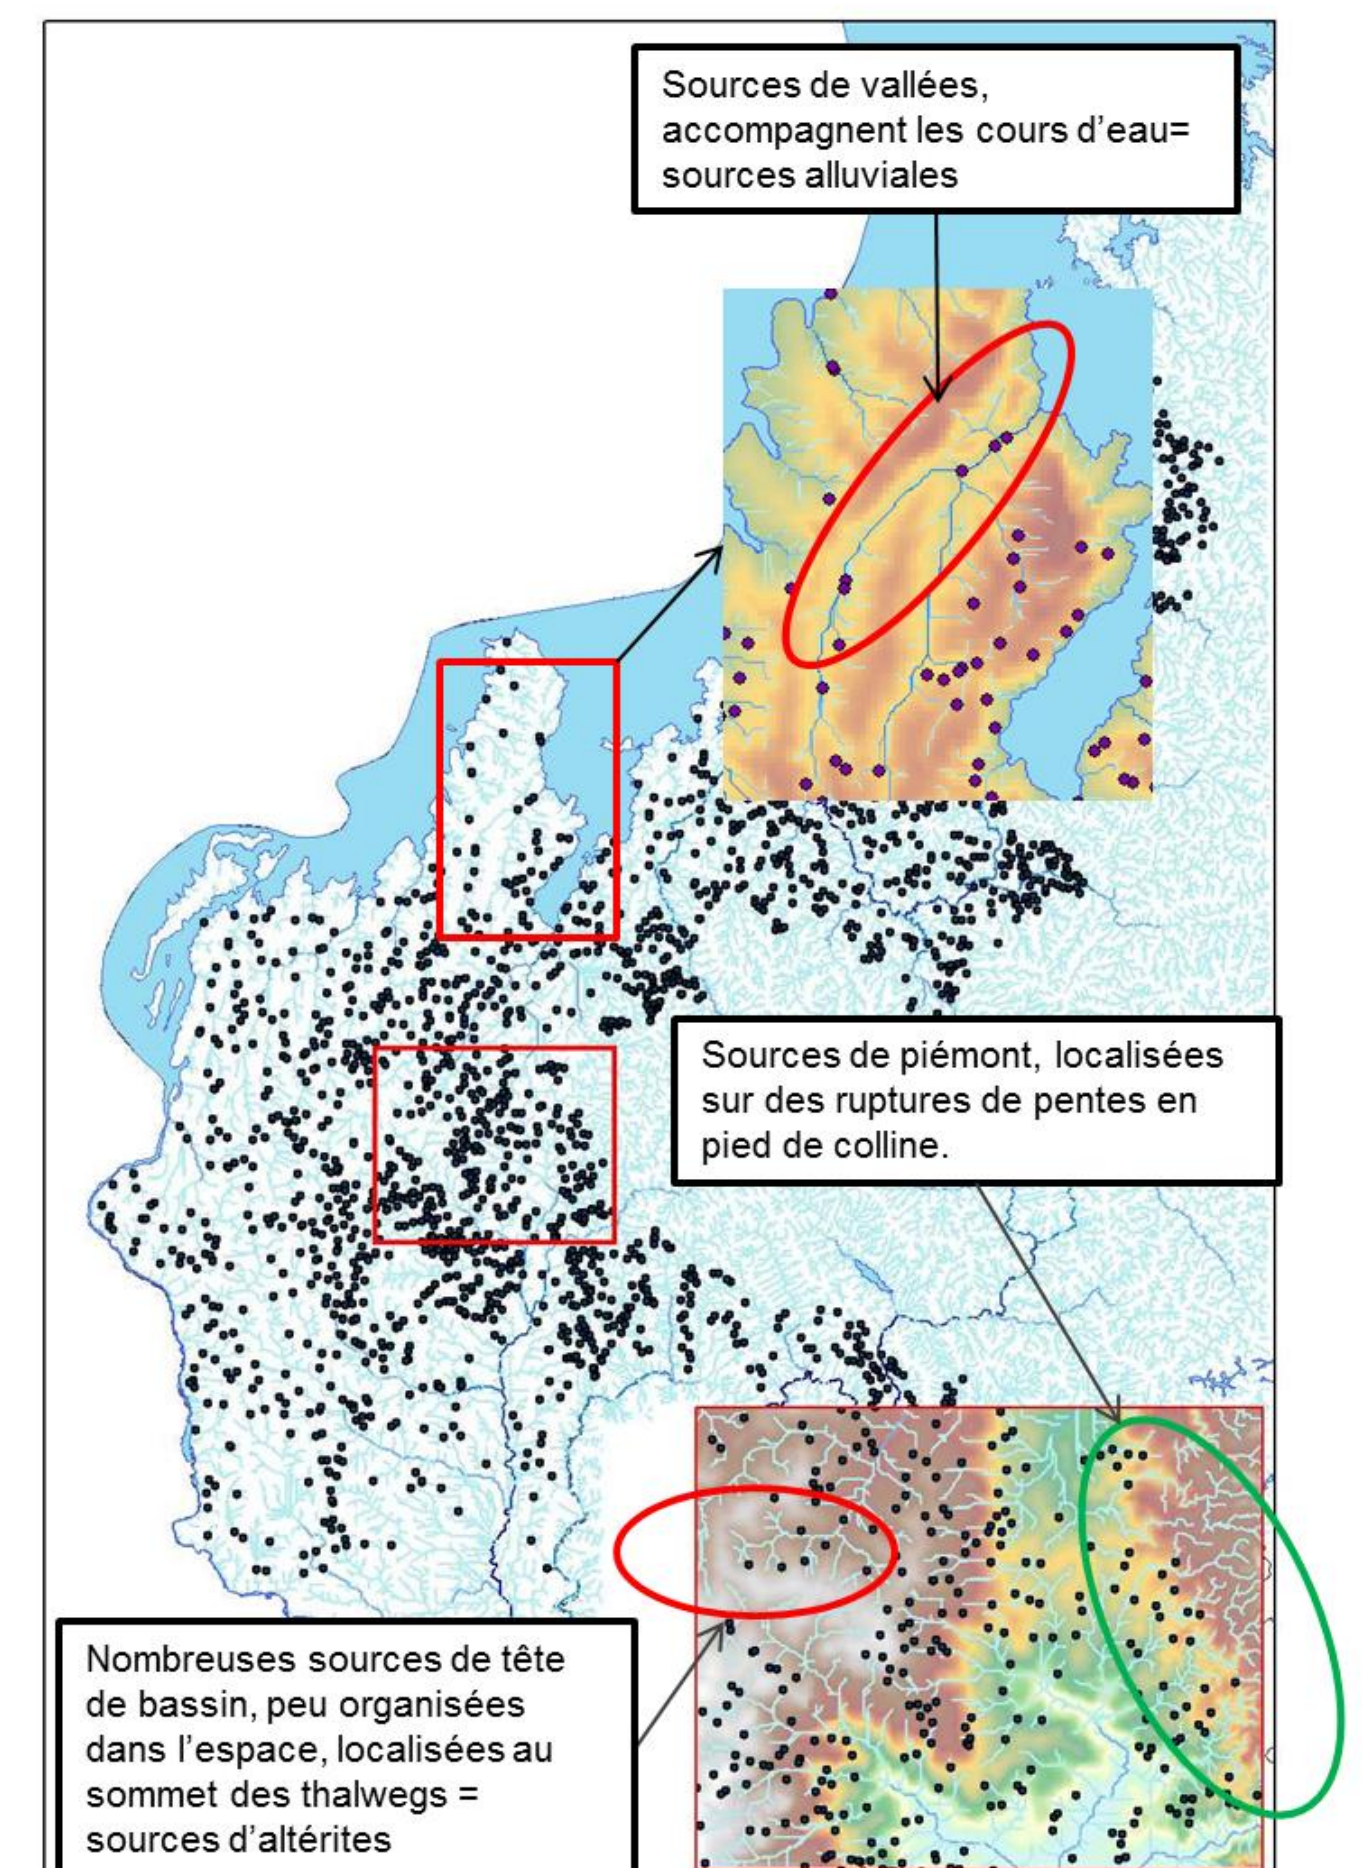 Sources de vallées,
accompagnent les cours d’eau=
sources alluviales
Sources de piémont, localisées
sur des ruptures de pentes en
pied de colline.
Nombreuses sources de tête
de bassin, peu organisées
dans l’espace, localisées au
sommet des thalwegs =
sources d’altérites